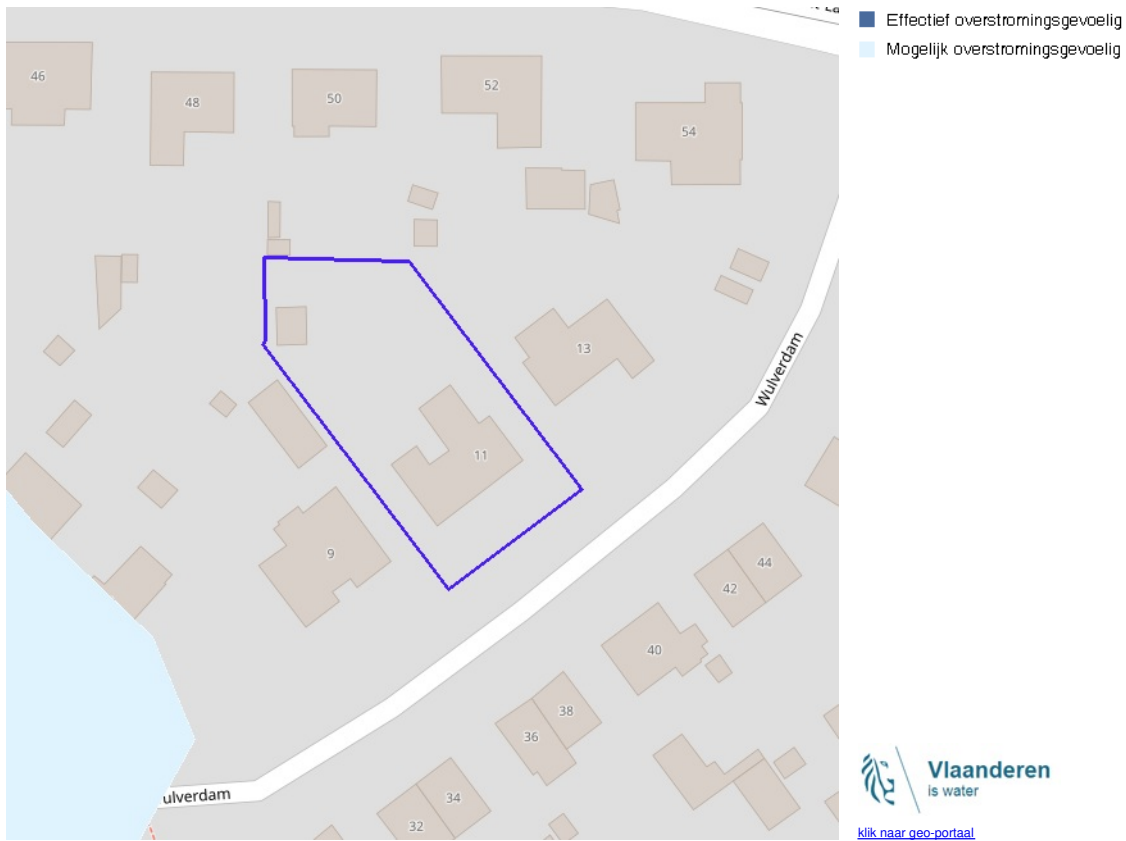 Effectief overstromingsgevoelig
Mogelijk overstromingsgevoelig
46
48
50
52
54
13
Wulverdam
11
9
44
42
40
38
36
34
32
ulverdam
Vlaanderen
is water
klik naar geo-portaal